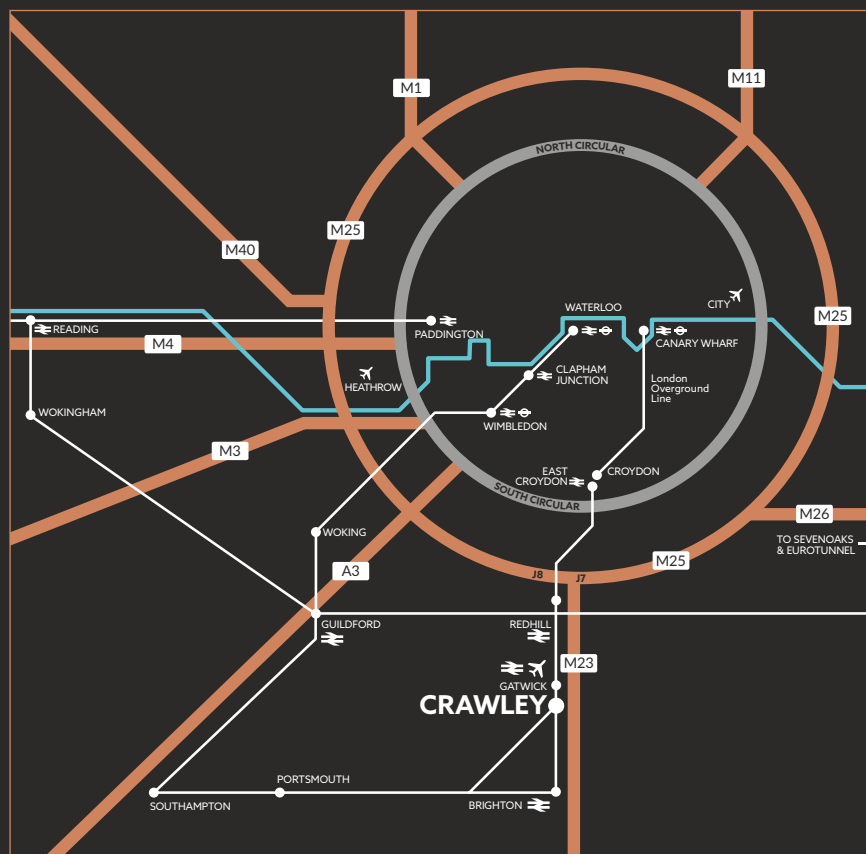 M1
M11
NORTH CIRCULAR
M25
M40
CITY
WATERLOO
M25
READING
PADDINGTON
CANARY WHARF
M4
HEATHROW
CLAPHAM
JUNCTION
London
Overground
Line
WOKINGHAM
WIMBLEDON
M3
EAST
CROYDON
CROYDON
SOUTH CIRCULAR
M26
WOKING
TO SEVENOAKS
& EUROTUNNEL
M25
A3
J8
J7
GUILDFORD
REDHILL
M23
GATWICK
CRAWLEY
PORTSMOUTH
SOUTHAMPTON
BRIGHTON